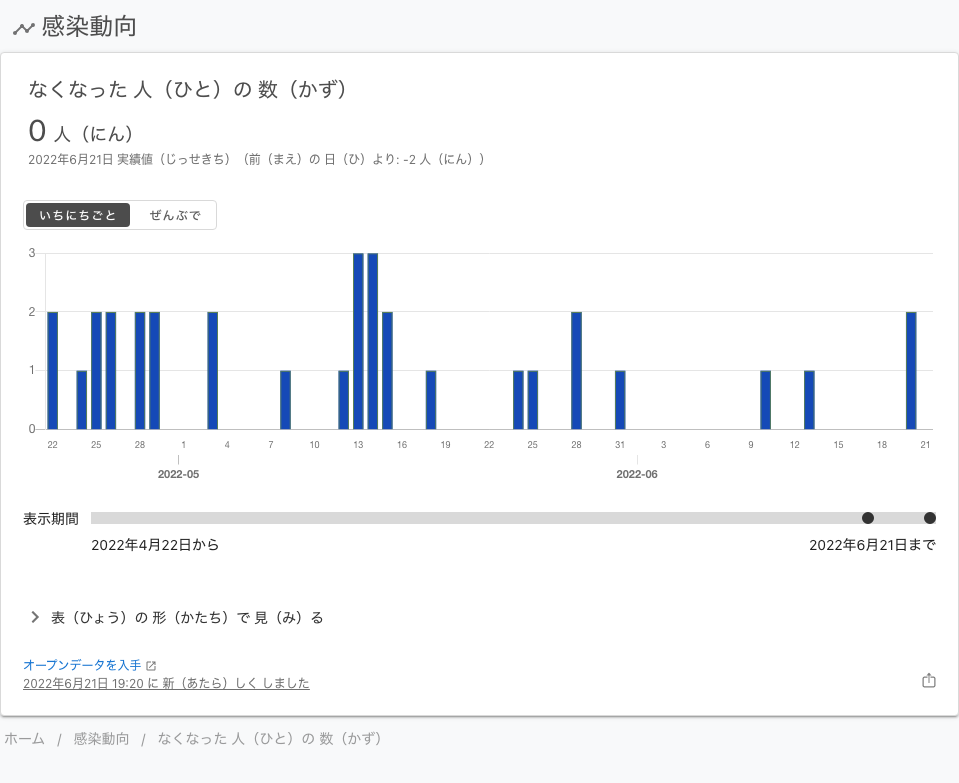 感染動向
なくなった 人（ひと）の 数（かず）
0 人（にん）
2022年6月21日 実績値（じっせきち）（前（まえ）の 日（ひ）より: -2 人（にん））
いちにちごと ぜんぶで
3
2
1
0
22 25 28 1 4 7 10 13 16 19 22 25 28 31 3 6 9 12 15 18 21
2022-05 2022-06
表示期間
2022年4月22日から 2022年6月21日まで
表（ひょう）の 形（かたち）で 見（み）る
オープンデータを入手
2022年6月21日 19:20 に 新（あたら）しく しました
ホーム / 感染動向 / なくなった 人（ひと）の 数（かず）